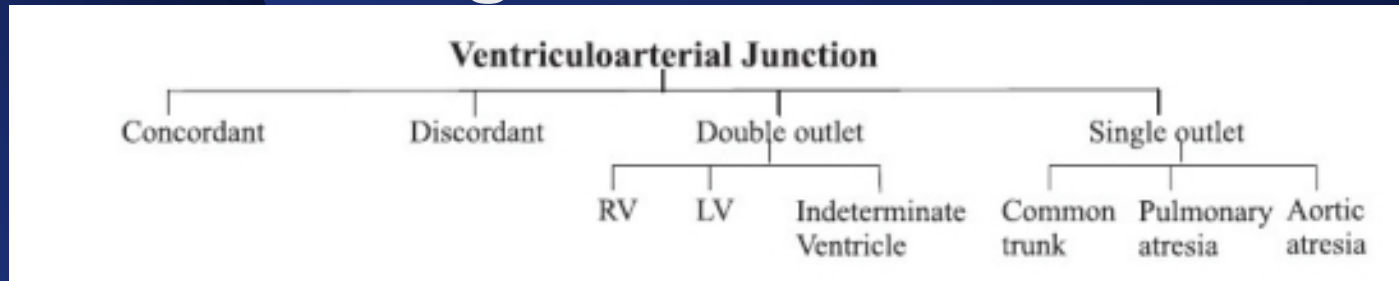 Ventriculoarterial Junction
Concordant Discordant Double outlet Single outlet
RV LV Indeterminate Common Pulmonary Aortic
Ventricle trunk atresia atresia